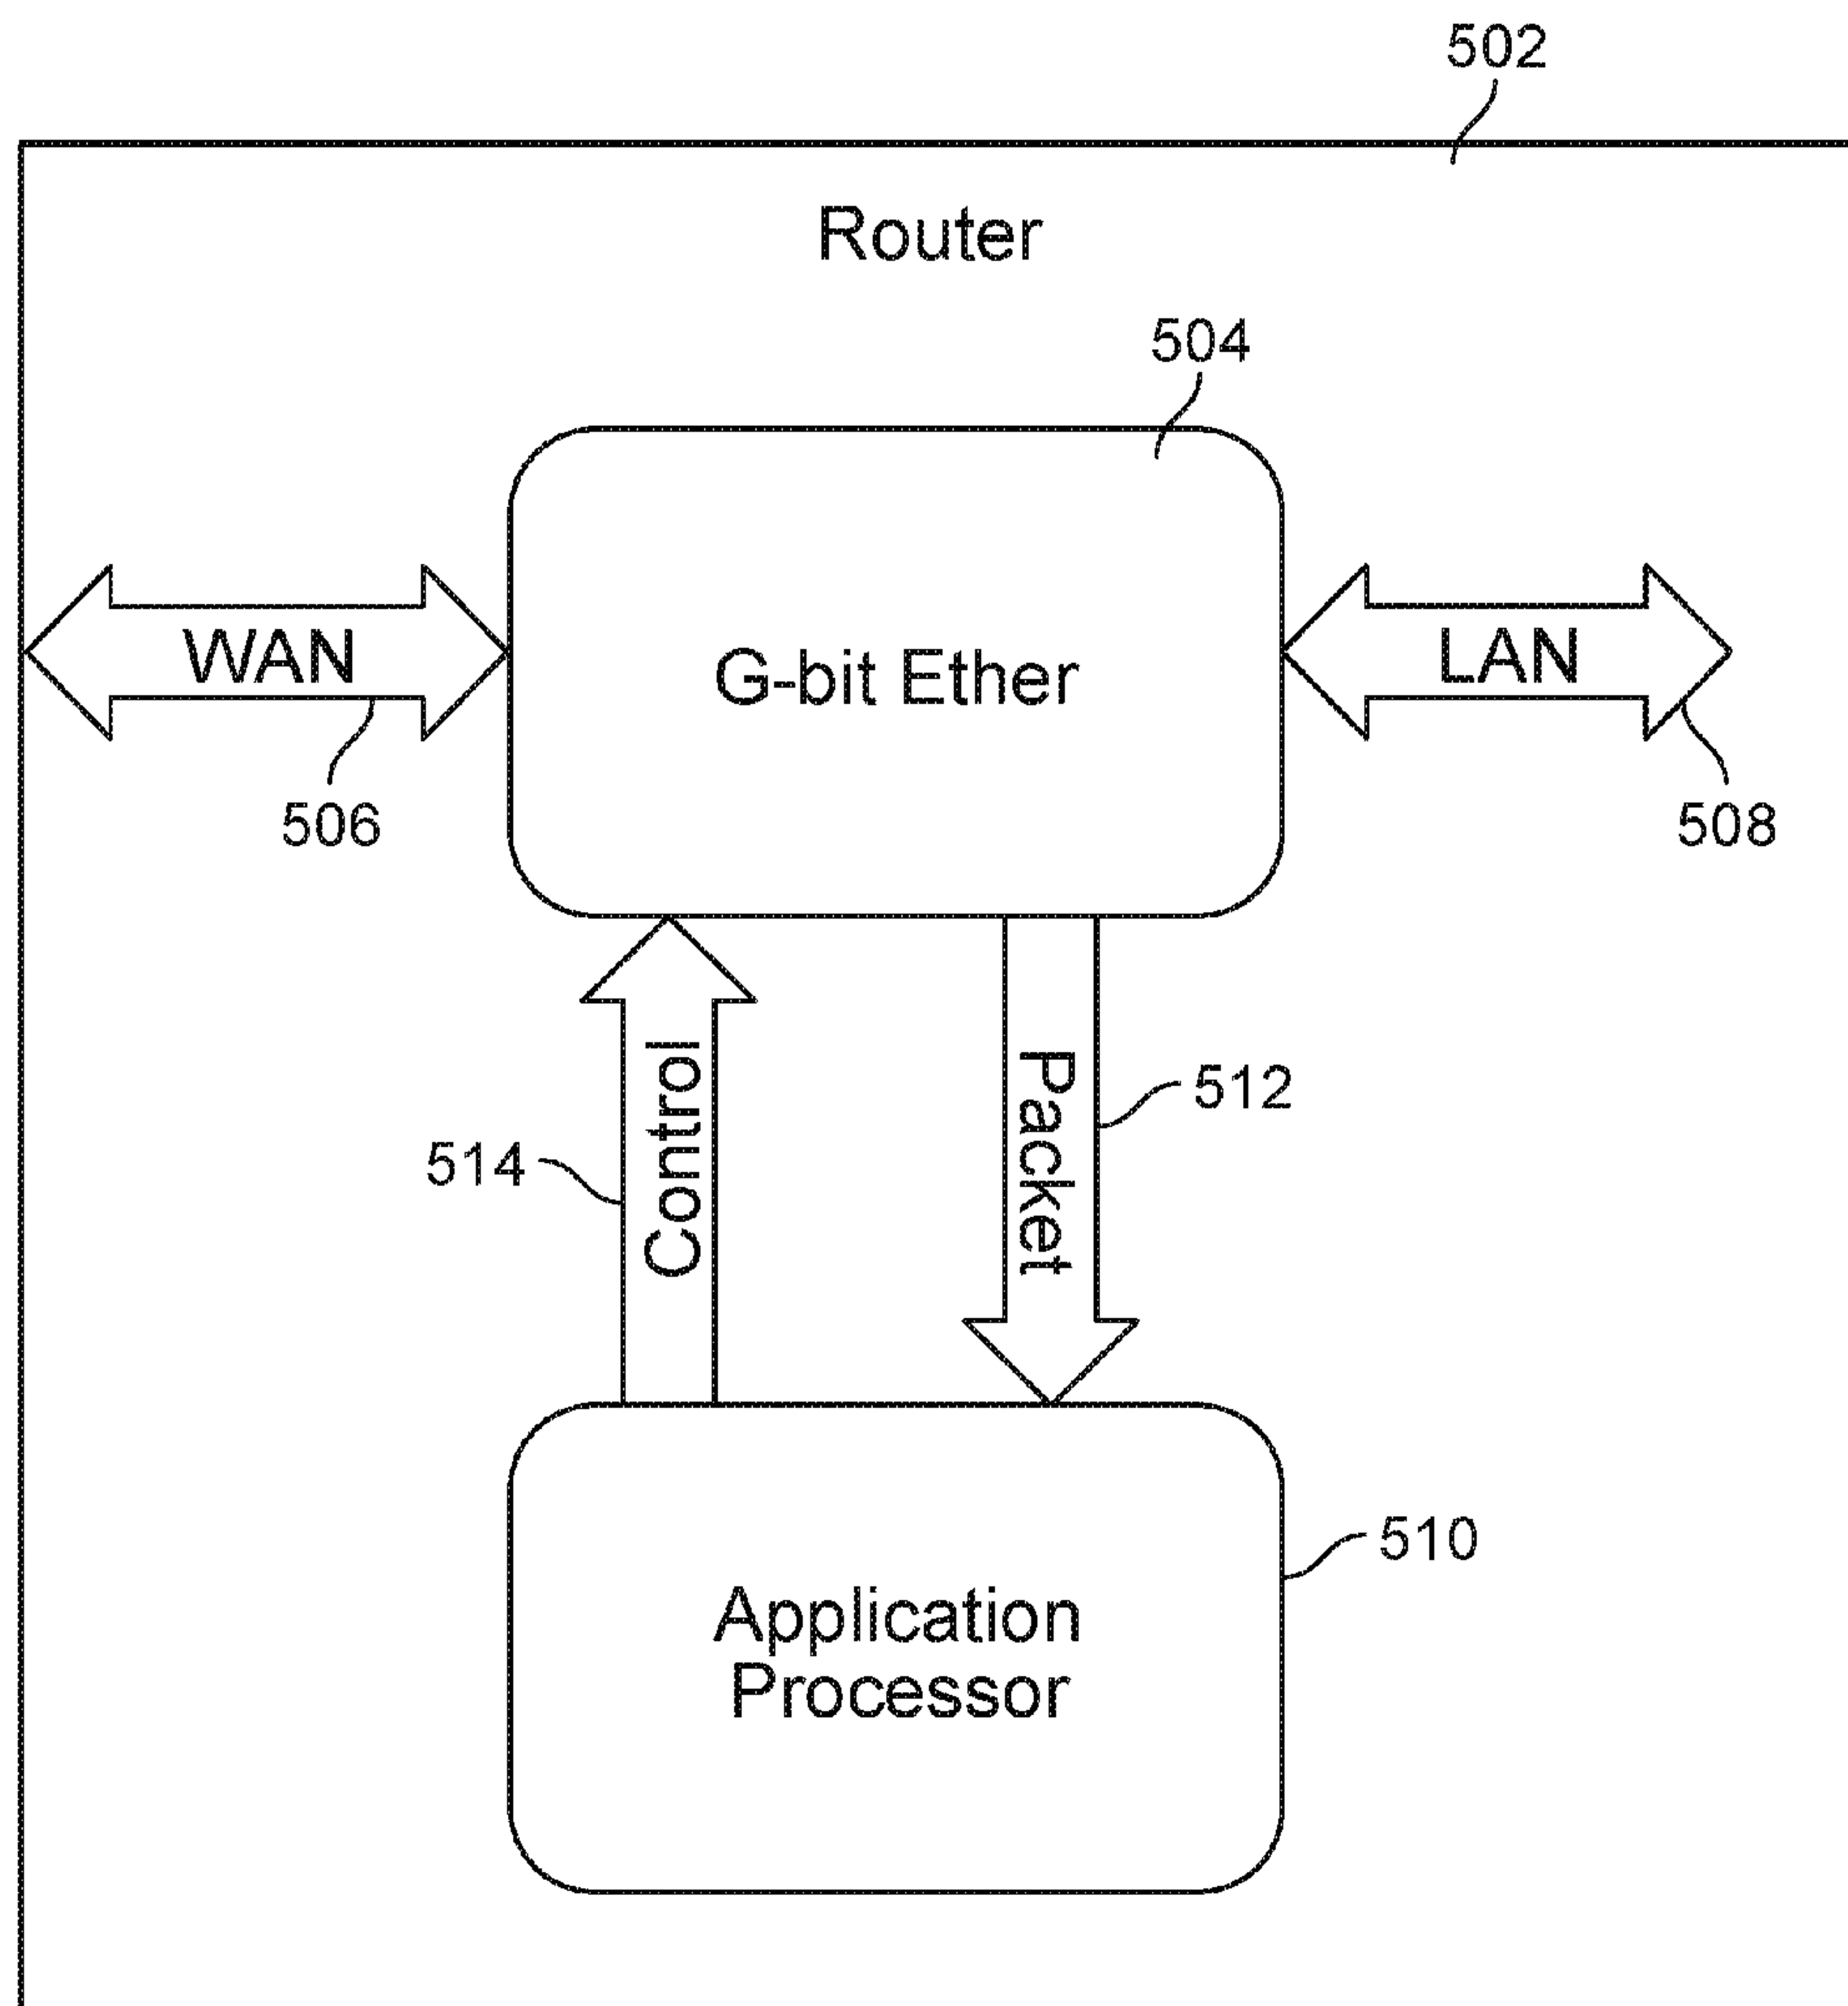 502
Router
504
G-bit Ether
WAN
LAN
506
508
Control
Packet
512
514
510
Application
Processor